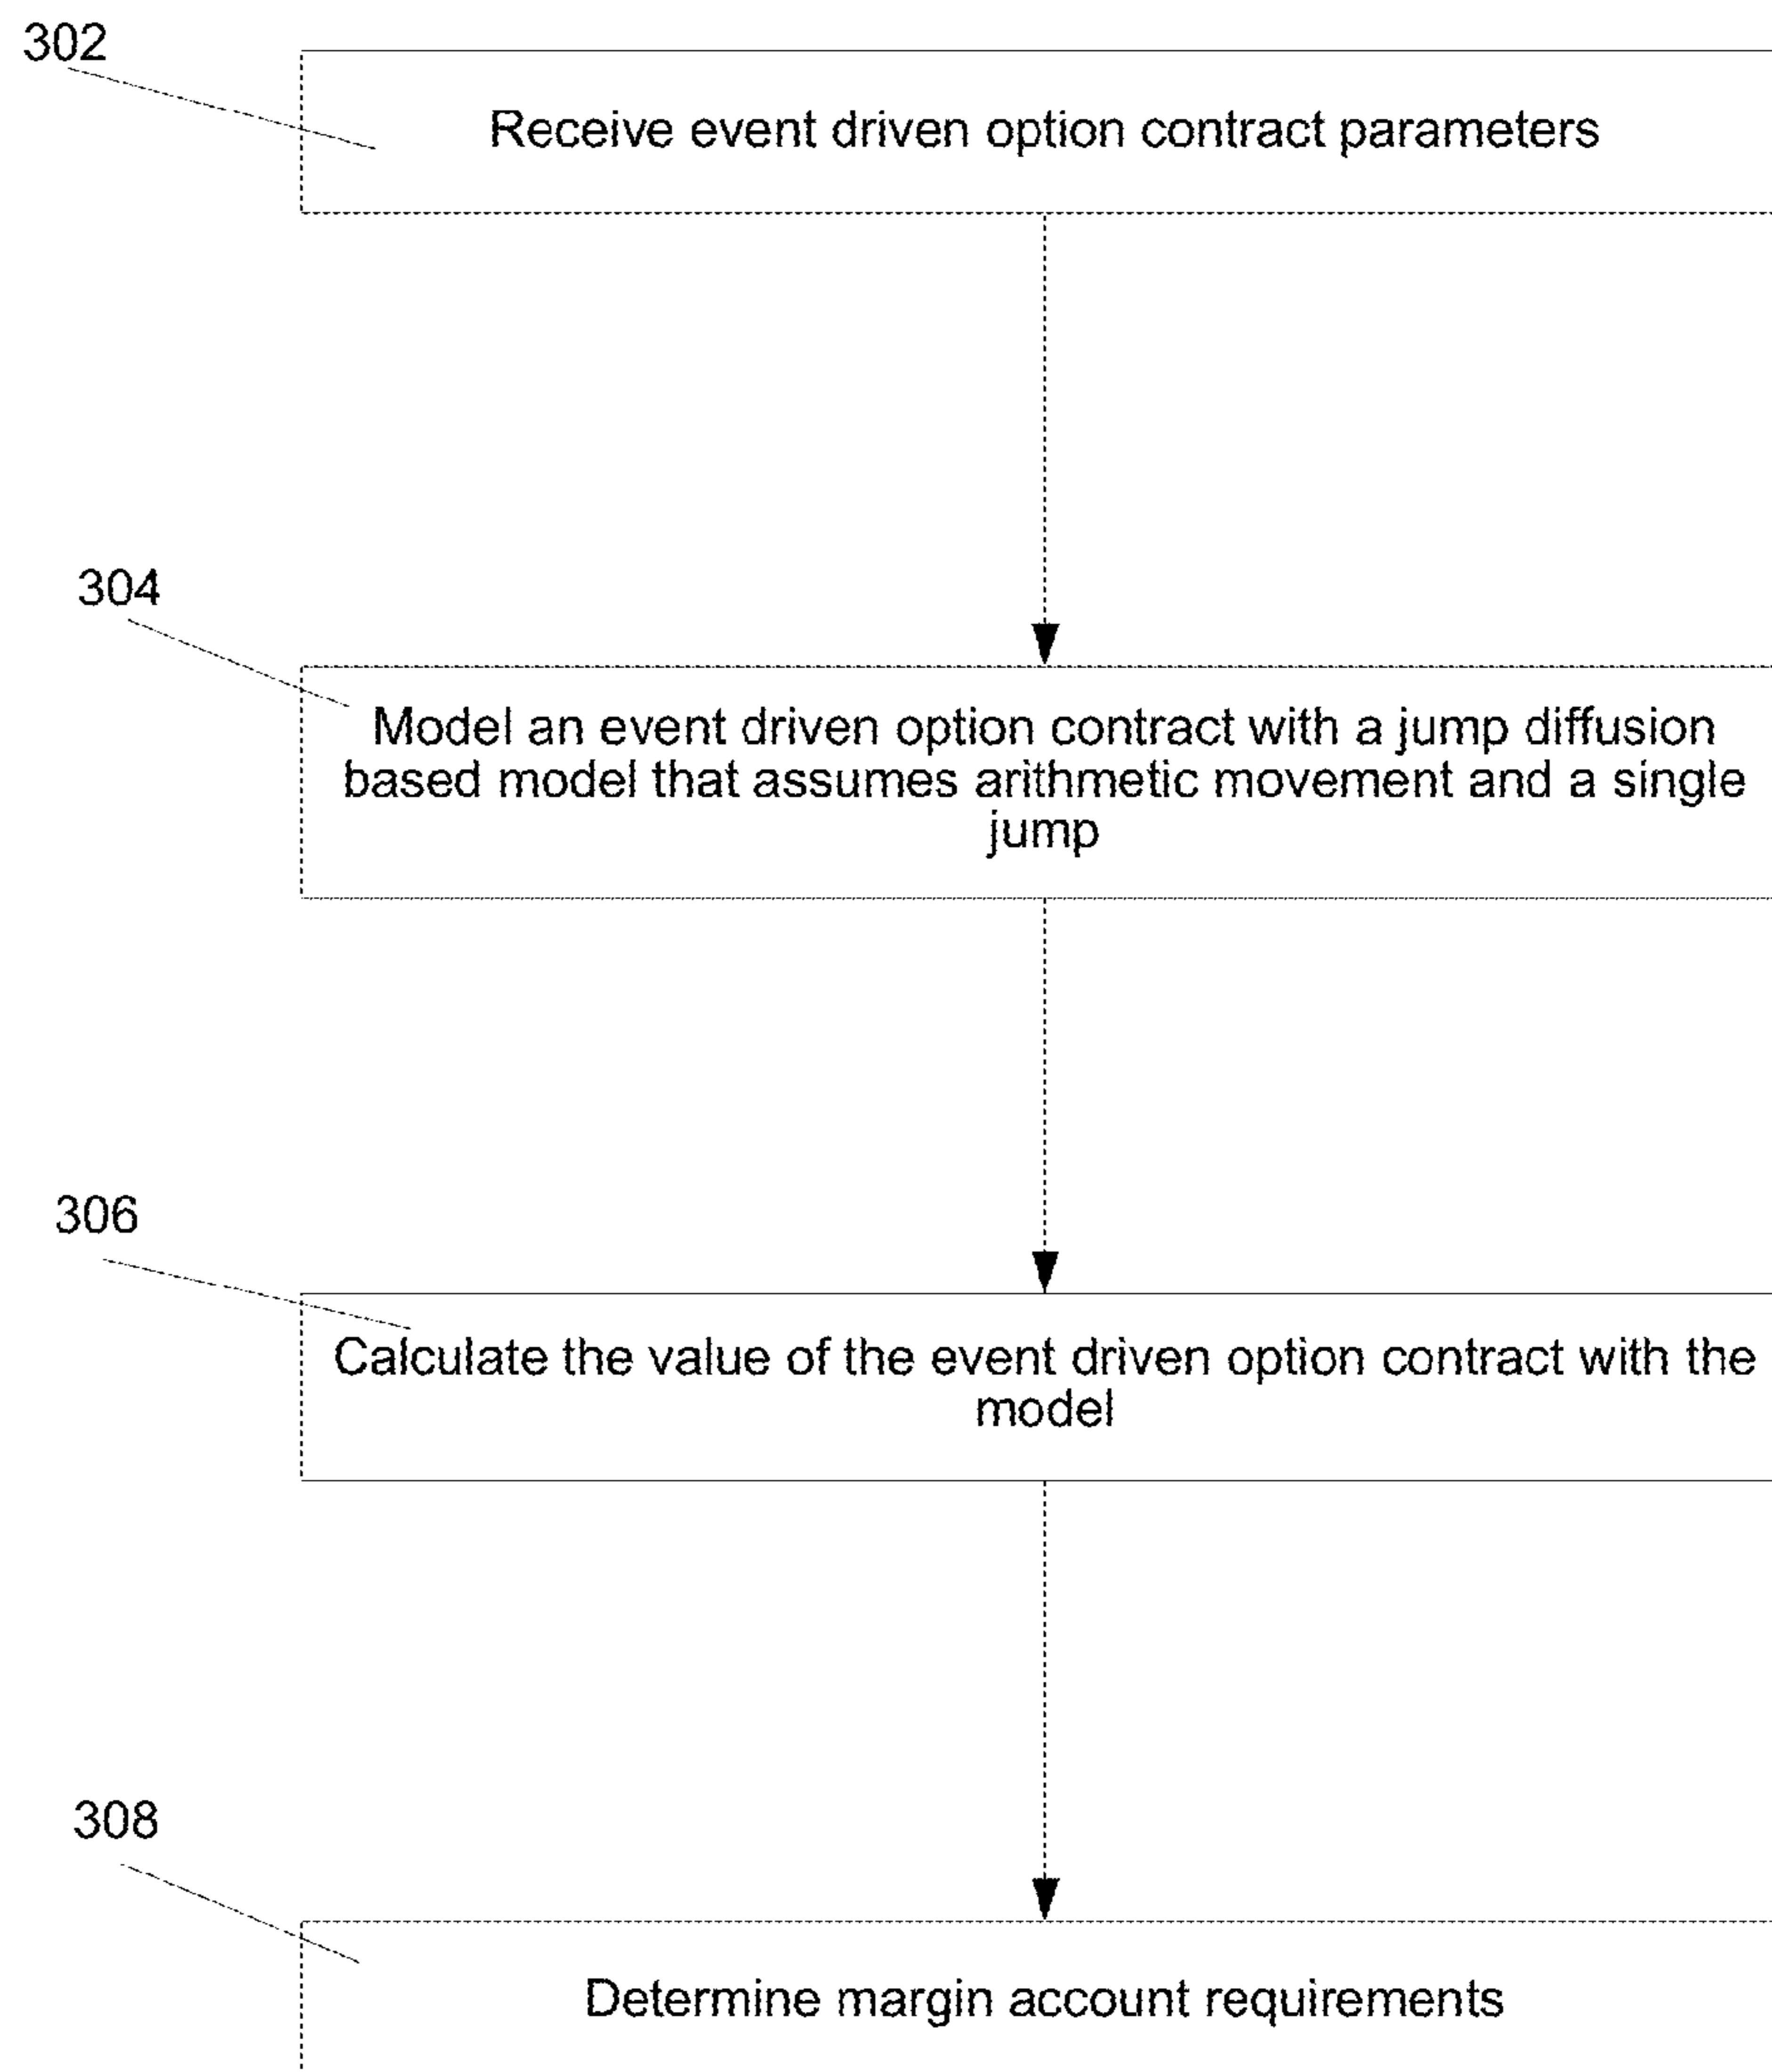 302
Receive event driven option contract parameters
304
Model an event driven option contract with a jump diffusion
based model that assumes arithmetic movement and a single
jump
306
Calculate the value of the event driven option contract with the
model
308
Determine margin account requirements